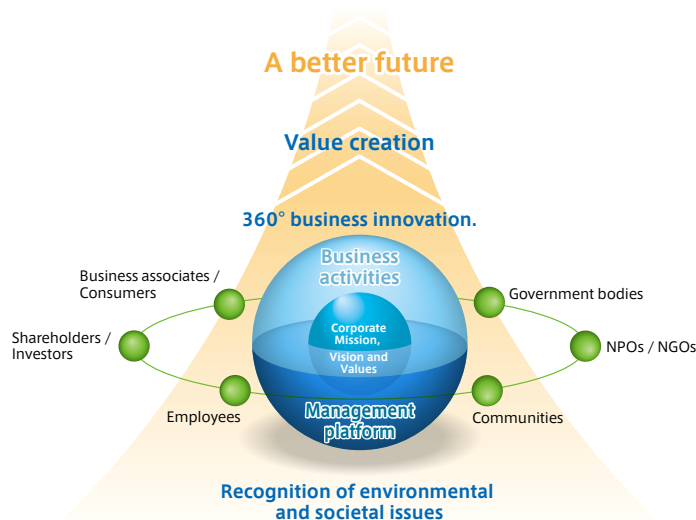 A better future
Value creation
360° business innovation.
Business
activities
Business associates /
Consumers
Government bodies
Corporate
Mission,
Vision and
Values
Shareholders /
Investors
NPOs / NGOs
Employees
Management
platform
Communities
Recognition of environmental
and societal issues